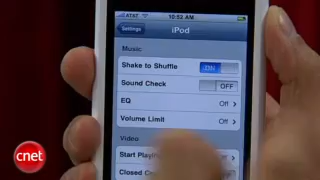 AT&T 10:52 AM
Settings iPod
Music
Shake to Shuffle ON
Sound Check OFF
EQ Off
Volume Limit Off
Video
Start Playing
Closed
cnet